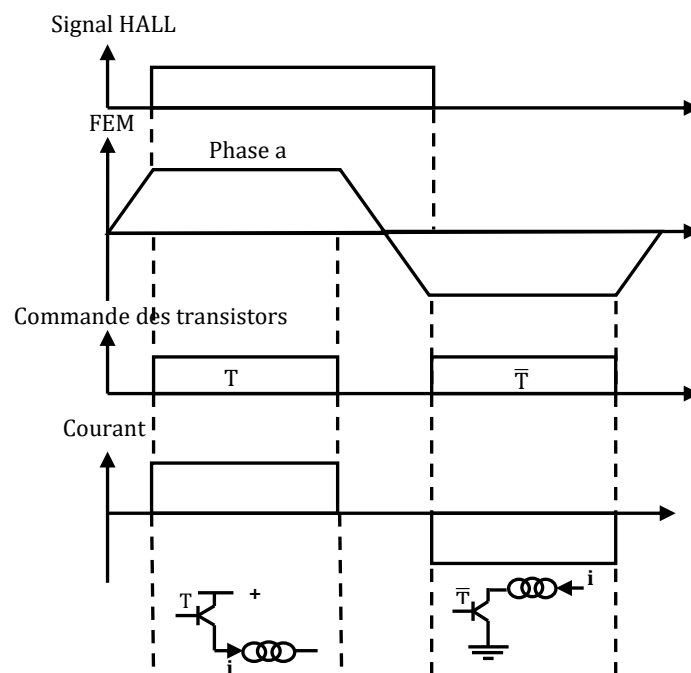 Signal HALL
FEM
Phase a
Commande des transistors
T
T̅
Courant
T
+
i
T̅
i